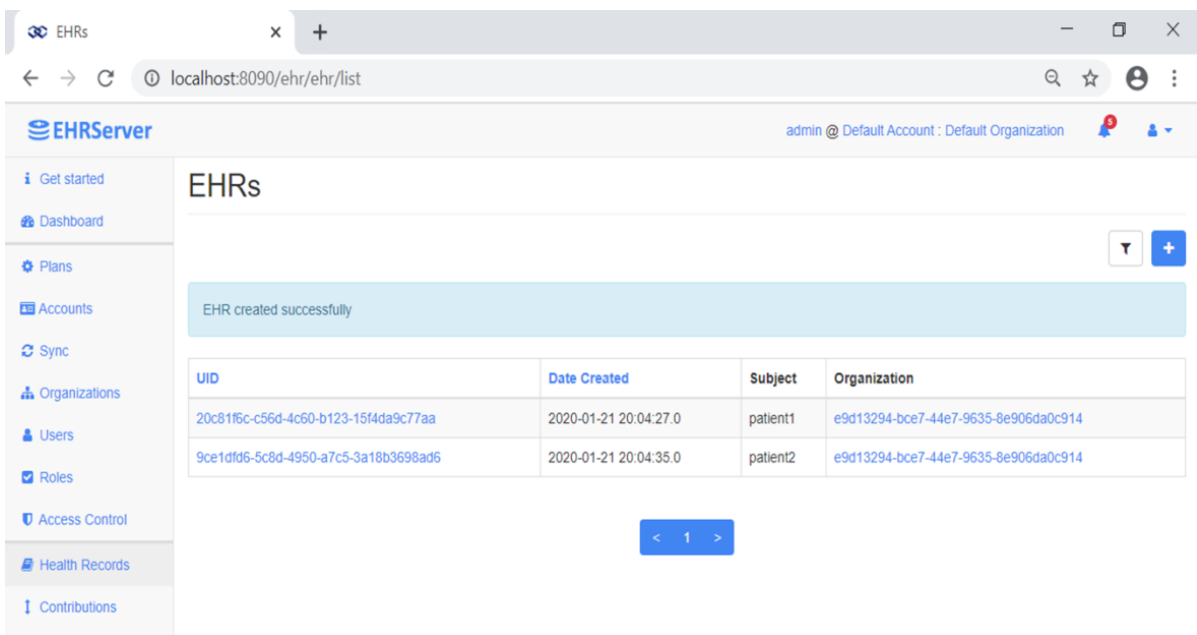 EHRs
localhost:8090/ehr/ehr/list
EHRServer
admin @ Default Account : Default Organization
5
Get started
Dashboard
Plans
Accounts
Sync
Organizations
Users
Roles
Access Control
Health Records
Contributions
EHRs
EHR created successfully
UID Date Created Subject Organization
20c81f6c-c56d-4c60-b123-15f4da9c77aa 2020-01-21 20:04:27.0 patient1 e9d13294-bce7-44e7-9635-8e906da0c914
9ce1dfd6-5c8d-4950-a7c5-3a18b3698ad6 2020-01-21 20:04:35.0 patient2 e9d13294-bce7-44e7-9635-8e906da0c914
< 1 >